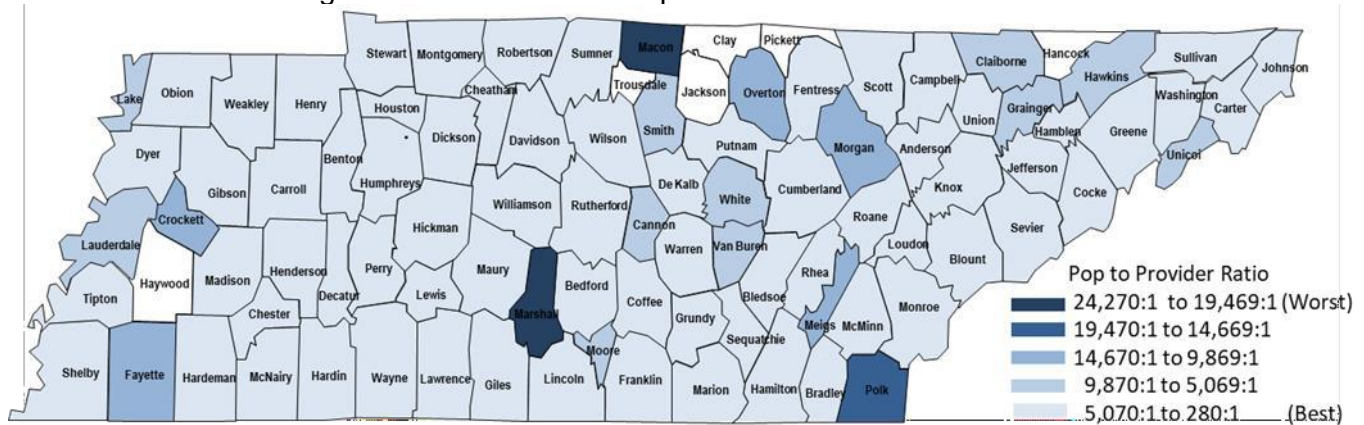 Stewart
Montgomery
Robertson
Sumner
Macon
Clay
Pickett
Claiborne
Hancock
Hawkins
Sullivan
Johnson
Lake
Obion
Weakley
Henry
Houston
Cheatham
Trousdale
Jackson
Overton
Fentress
Scott
Campbell
Union
Grainger
Hamblen
Washington
Carter
Greene
Unicoi
Dyer
Gibson
Carroll
Benton
Humphreys
Dickson
Davidson
Wilson
Smith
Putnam
Morgan
Anderson
Knox
Jefferson
Cocke
Crockett
Lauderdale
Haywood
Madison
Henderson
Decatur
Perry
Hickman
Williamson
Rutherford
De Kalb
Cannon
White
Cumberland
Roane
Loudon
Blount
Sevier
Tipton
Chester
Lewis
Maury
Marshall
Bedford
Coffee
Warren
Van Buren
Grundy
Bledsoe
Rhea
Sequatchie
Meigs
McMinn
Monroe
Shelby
Fayette
Hardeman
McNairy
Hardin
Wayne
Lawrence
Giles
Lincoln
Moore
Franklin
Marion
Hamilton
Bradley
Polk
Pop to Provider Ratio
24,270:1 to 19,469:1 (Worst)
19,470:1 to 14,669:1
14,670:1 to 9,869:1
9,870:1 to 5,069:1
5,070:1 to 280:1 (Best)